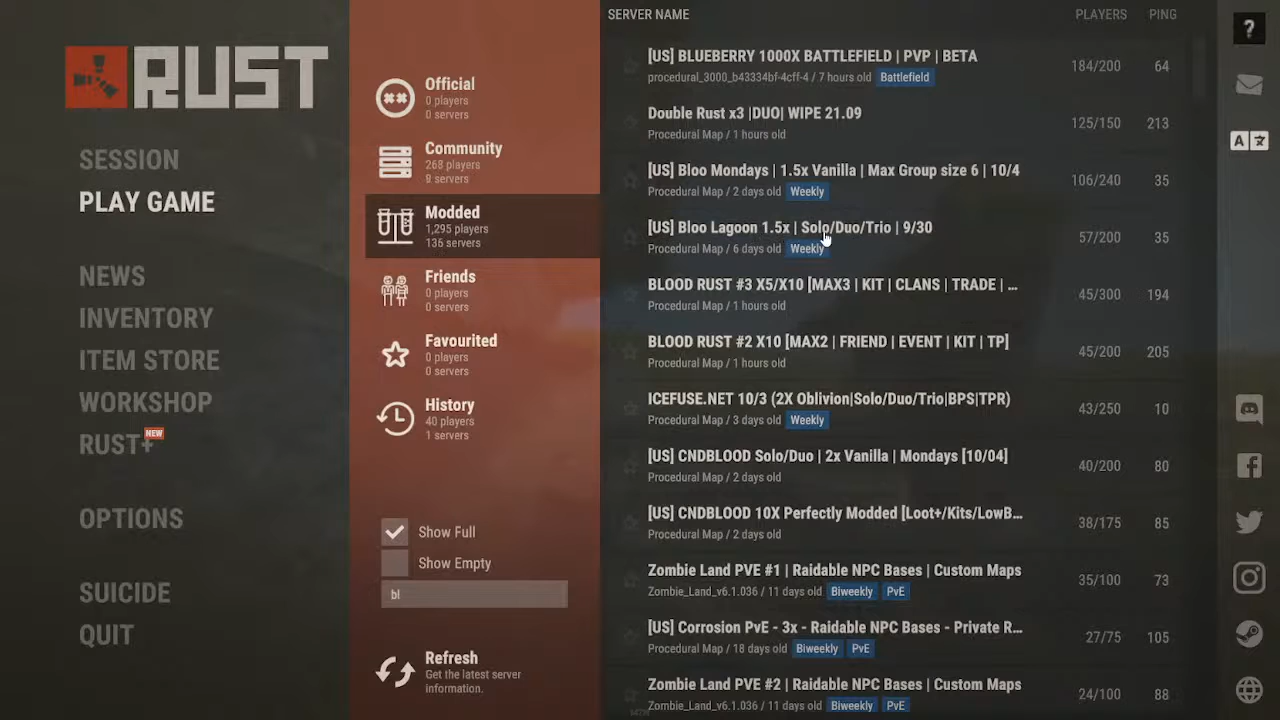 RUST
SESSION
PLAY GAME
NEWS
INVENTORY
ITEM STORE
WORKSHOP
RUST+ NEW
OPTIONS
SUICIDE
QUIT
Official
0 players
0 servers
Community
268 players
9 servers
Modded
1,295 players
136 servers
Friends
0 players
0 servers
Favourited
0 players
0 servers
History
40 players
1 servers
Show Full
Show Empty
bl
Refresh
Get the latest server
information.
SERVER NAME PLAYERS PING
[US] BLUEBERRY 1000X BATTLEFIELD | PVP | BETA 184/200 64
procedural_3000_b43334bf-4cff-4 / 7 hours old Battlefield
Double Rust x3 |DUO| WIPE 21.09 125/150 213
Procedural Map / 1 hours old
[US] Bloo Mondays | 1.5x Vanilla | Max Group size 6 | 10/4 106/240 35
Procedural Map / 2 days old Weekly
[US] Bloo Lagoon 1.5x | Solo/Duo/Trio | 9/30 57/200 35
Procedural Map / 6 days old Weekly
BLOOD RUST #3 X5/X10 [MAX3 | KIT | CLANS | TRADE | ... 45/300 194
Procedural Map / 1 hours old
BLOOD RUST #2 X10 [MAX2 | FRIEND | EVENT | KIT | TP] 45/200 205
Procedural Map / 1 hours old
ICEFUSE.NET 10/3 (2X Oblivion|Solo/Duo/Trio|BPS|TPR) 43/250 10
Procedural Map / 3 days old Weekly
[US] CNDBLOOD Solo/Duo | 2x Vanilla | Mondays [10/04] 40/200 80
Procedural Map / 2 days old
[US] CNDBLOOD 10X Perfectly Modded [Loot+/Kits/LowB... 38/175 85
Procedural Map / 2 days old
Zombie Land PVE #1 | Raidable NPC Bases | Custom Maps 35/100 73
Zombie_Land_v6.1.036 / 11 days old Biweekly PvE
[US] Corrosion PvE - 3x - Raidable NPC Bases - Private R... 27/75 105
Procedural Map / 18 days old Biweekly PvE
Zombie Land PVE #2 | Raidable NPC Bases | Custom Maps 24/100 88
Zombie_Land_v6.1.036 / 11 days old Biweekly PvE
?
A